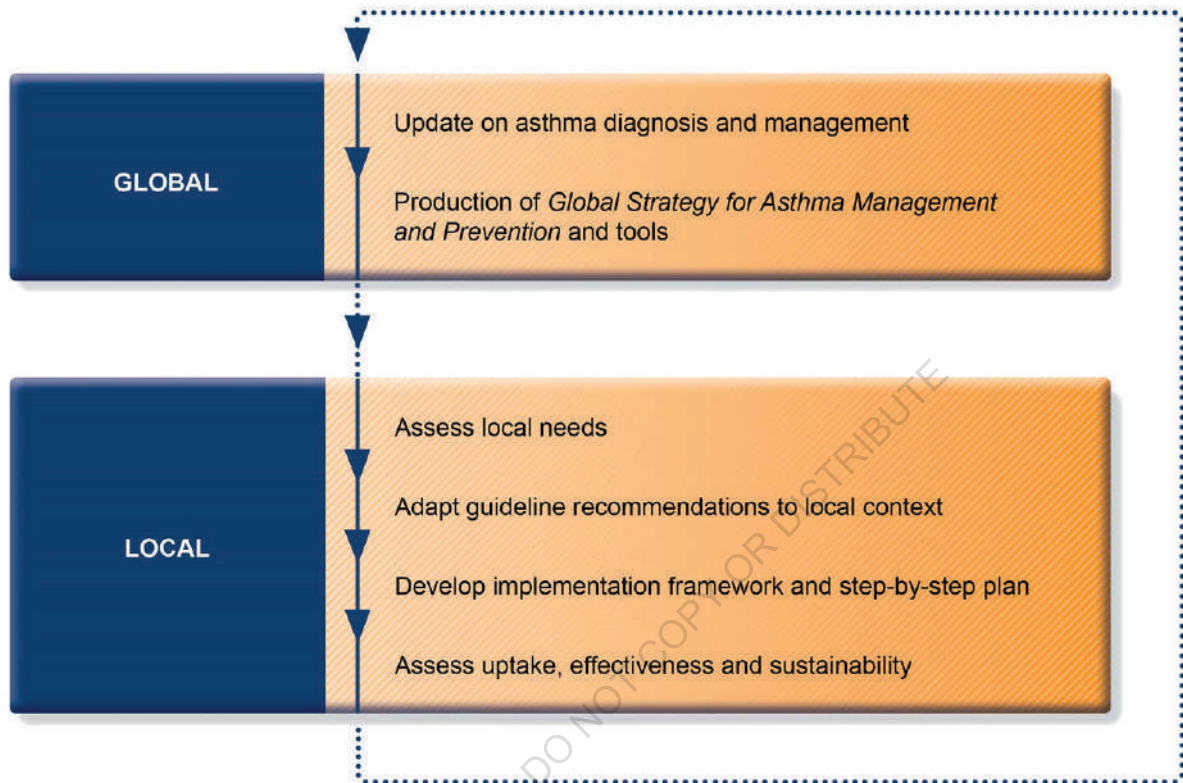 GLOBAL
Update on asthma diagnosis and management
Production of Global Strategy for Asthma Management
and Prevention and tools
LOCAL
Assess local needs
Adapt guideline recommendations to local context
Develop implementation framework and step-by-step plan
Assess uptake, effectiveness and sustainability
DO NOT COPY OR DISTRIBUTE